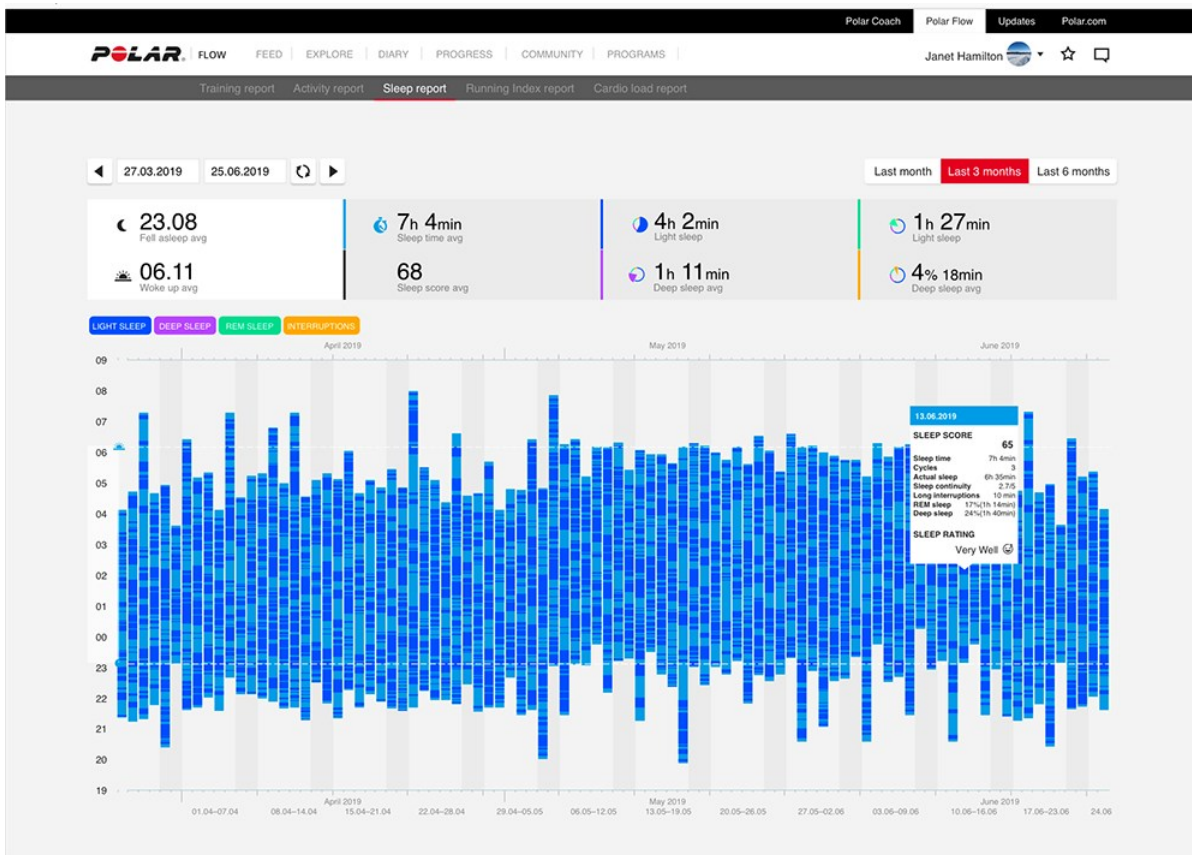 Polar Coach Polar Flow Updates Polar.com
POLAR. FLOW FEED EXPLORE DIARY PROGRESS COMMUNITY PROGRAMS Janet Hamilton
Training report Activity report Sleep report Running Index report Cardio load report
27.03.2019 25.06.2019 Last month Last 3 months Last 6 months
23.08 7h 4min 4h 2min 1h 27min
Fell asleep avg Sleep time avg Light sleep Light sleep
06.11 68 1h 11min 4% 18min
Woke up avg Sleep score avg Deep sleep avg Deep sleep avg
LIGHT SLEEP DEEP SLEEP REM SLEEP INTERRUPTIONS
April 2019 May 2019 June 2019
09
08
07
06
05
04
03
02
01
00
23
22
21
20
19
13.06.2019
SLEEP SCORE
65
Sleep time 7h 4min
Cycles 3
Actual sleep 6h 35min
Sleep continuity 2.7/5
Long interruptions 10 min
REM sleep 17%(1h 14min)
Deep sleep 24%(1h 40min)
SLEEP RATING
Very Well
April 2019 May 2019 June 2019
01.04–07.04 08.04–14.04 15.04–21.04 22.04–28.04 29.04–05.05 06.05–12.05 13.05–19.05 20.05–26.05 27.05–02.06 03.06–09.06 10.06–16.06 17.06–23.06 24.06